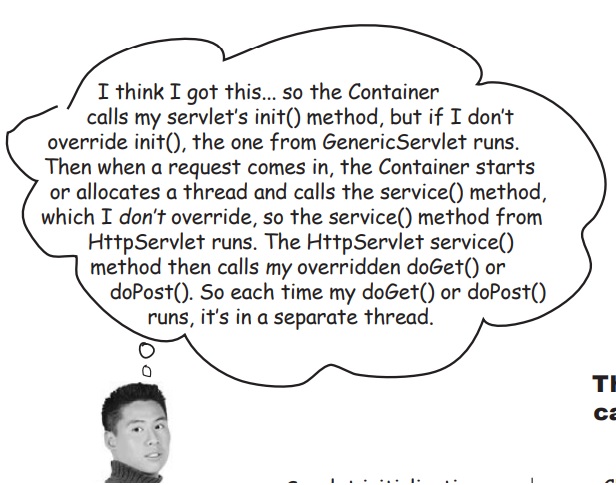 I think I got this... so the Container
calls my servlet's init() method, but if I don't
override init(), the one from GenericServlet runs.
Then when a request comes in, the Container starts
or allocates a thread and calls the service() method,
which I don't override, so the service() method from
HttpServlet runs. The HttpServlet service()
method then calls my overridden doGet() or
doPost(). So each time my doGet() or doPost()
runs, it's in a separate thread.